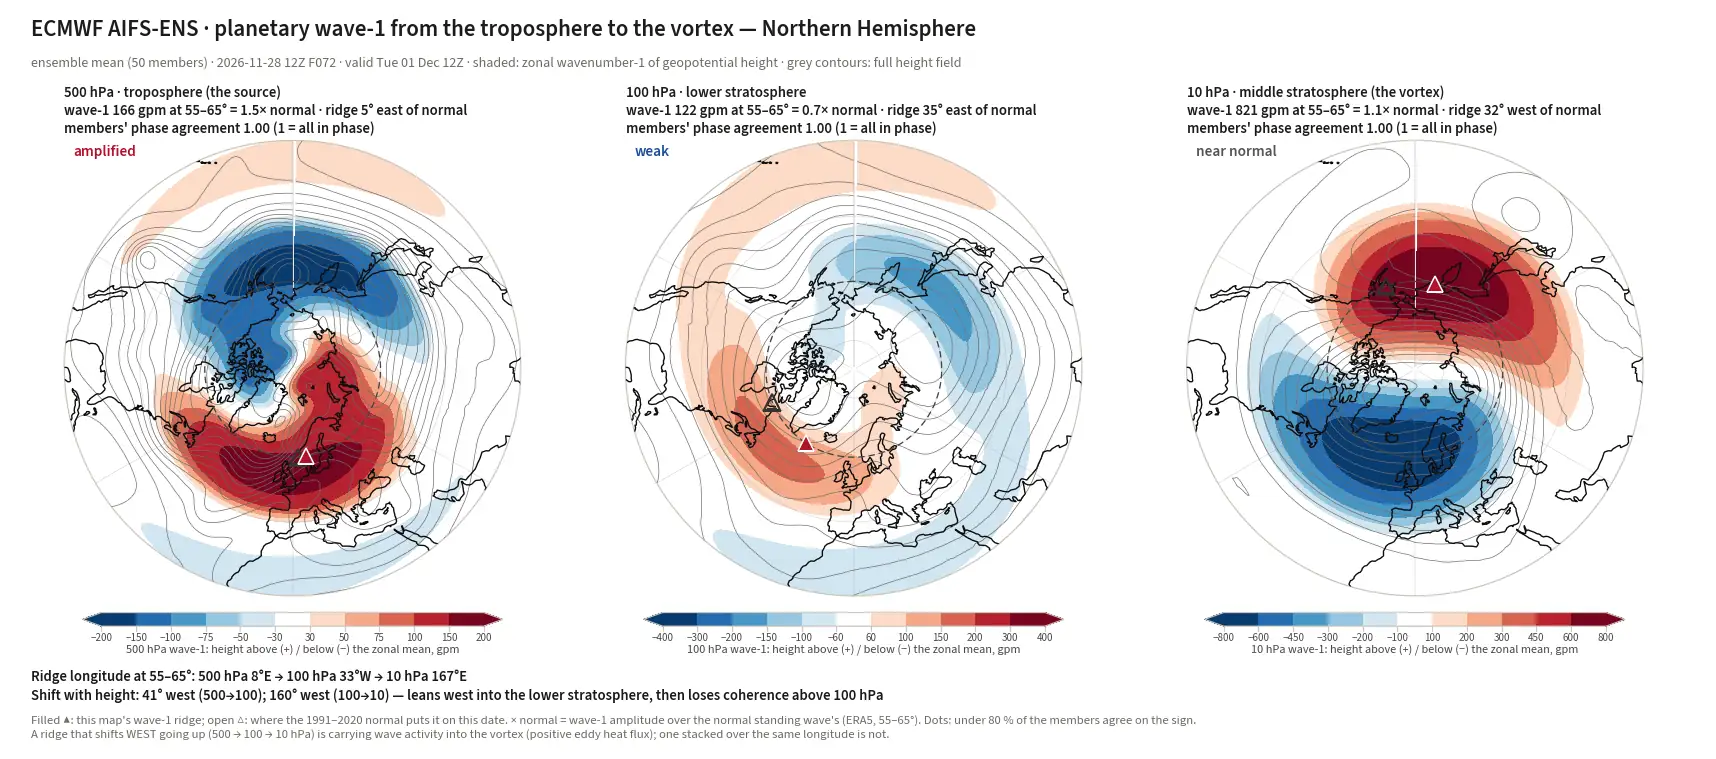 ECMWF AIFS-ENS · planetary wave-1 from the troposphere to the vortex — Northern Hemisphere
ensemble mean (50 members) · 2026-11-28 12Z F072 · valid Tue 01 Dec 12Z · shaded: zonal wavenumber-1 of geopotential height · grey contours: full height field
500 hPa · troposphere (the source)
wave-1 166 gpm at 55–65° = 1.5× normal · ridge 5° east of normal
members' phase agreement 1.00 (1 = all in phase)
amplified
100 hPa · lower stratosphere
wave-1 122 gpm at 55–65° = 0.7× normal · ridge 35° east of normal
members' phase agreement 1.00 (1 = all in phase)
weak
10 hPa · middle stratosphere (the vortex)
wave-1 821 gpm at 55–65° = 1.1× normal · ridge 32° west of normal
members' phase agreement 1.00 (1 = all in phase)
near normal
−200 −150 −100 −75 −50 −30 30 50 75 100 150 200
500 hPa wave-1: height above (+) / below (−) the zonal mean, gpm
−400 −300 −200 −150 −100 −60 60 100 150 200 300 400
100 hPa wave-1: height above (+) / below (−) the zonal mean, gpm
−800 −600 −450 −300 −200 −100 100 200 300 450 600 800
10 hPa wave-1: height above (+) / below (−) the zonal mean, gpm
Ridge longitude at 55–65°: 500 hPa 8°E → 100 hPa 33°W → 10 hPa 167°E
Shift with height: 41° west (500→100); 160° west (100→10) — leans west into the lower stratosphere, then loses coherence above 100 hPa
Filled ▲: this map's wave-1 ridge; open △: where the 1991–2020 normal puts it on this date. × normal = wave-1 amplitude over the normal standing wave's (ERA5, 55–65°). Dots: under 80 % of the members agree on the sign.
A ridge that shifts WEST going up (500 → 100 → 10 hPa) is carrying wave activity into the vortex (positive eddy heat flux); one stacked over the same longitude is not.